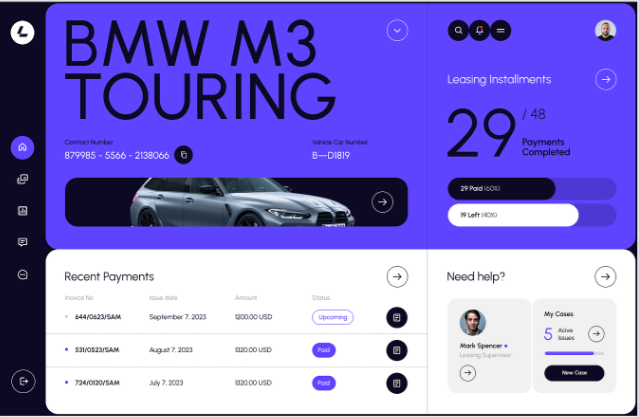 BMW M3
TOURING
Contract Number
879985 - 5566 - 2138066
Vehicle Car Number
B—D1819
Leasing Installments
29 / 48
Payments
Completed
29 Paid (60%)
19 Left (40%)
Recent Payments
Inovice No Issue date Amount Status
644/0623/SAM September 7, 2023 1200.00 USD Upcoming
531/0523/SAM August 7, 2023 1320.00 USD Paid
724/0120/SAM July 7, 2023 1320.00 USD Paid
Need help?
Mark Spencer
Leasing Supervisor
My Cases
5 Acive
Issues
New Case